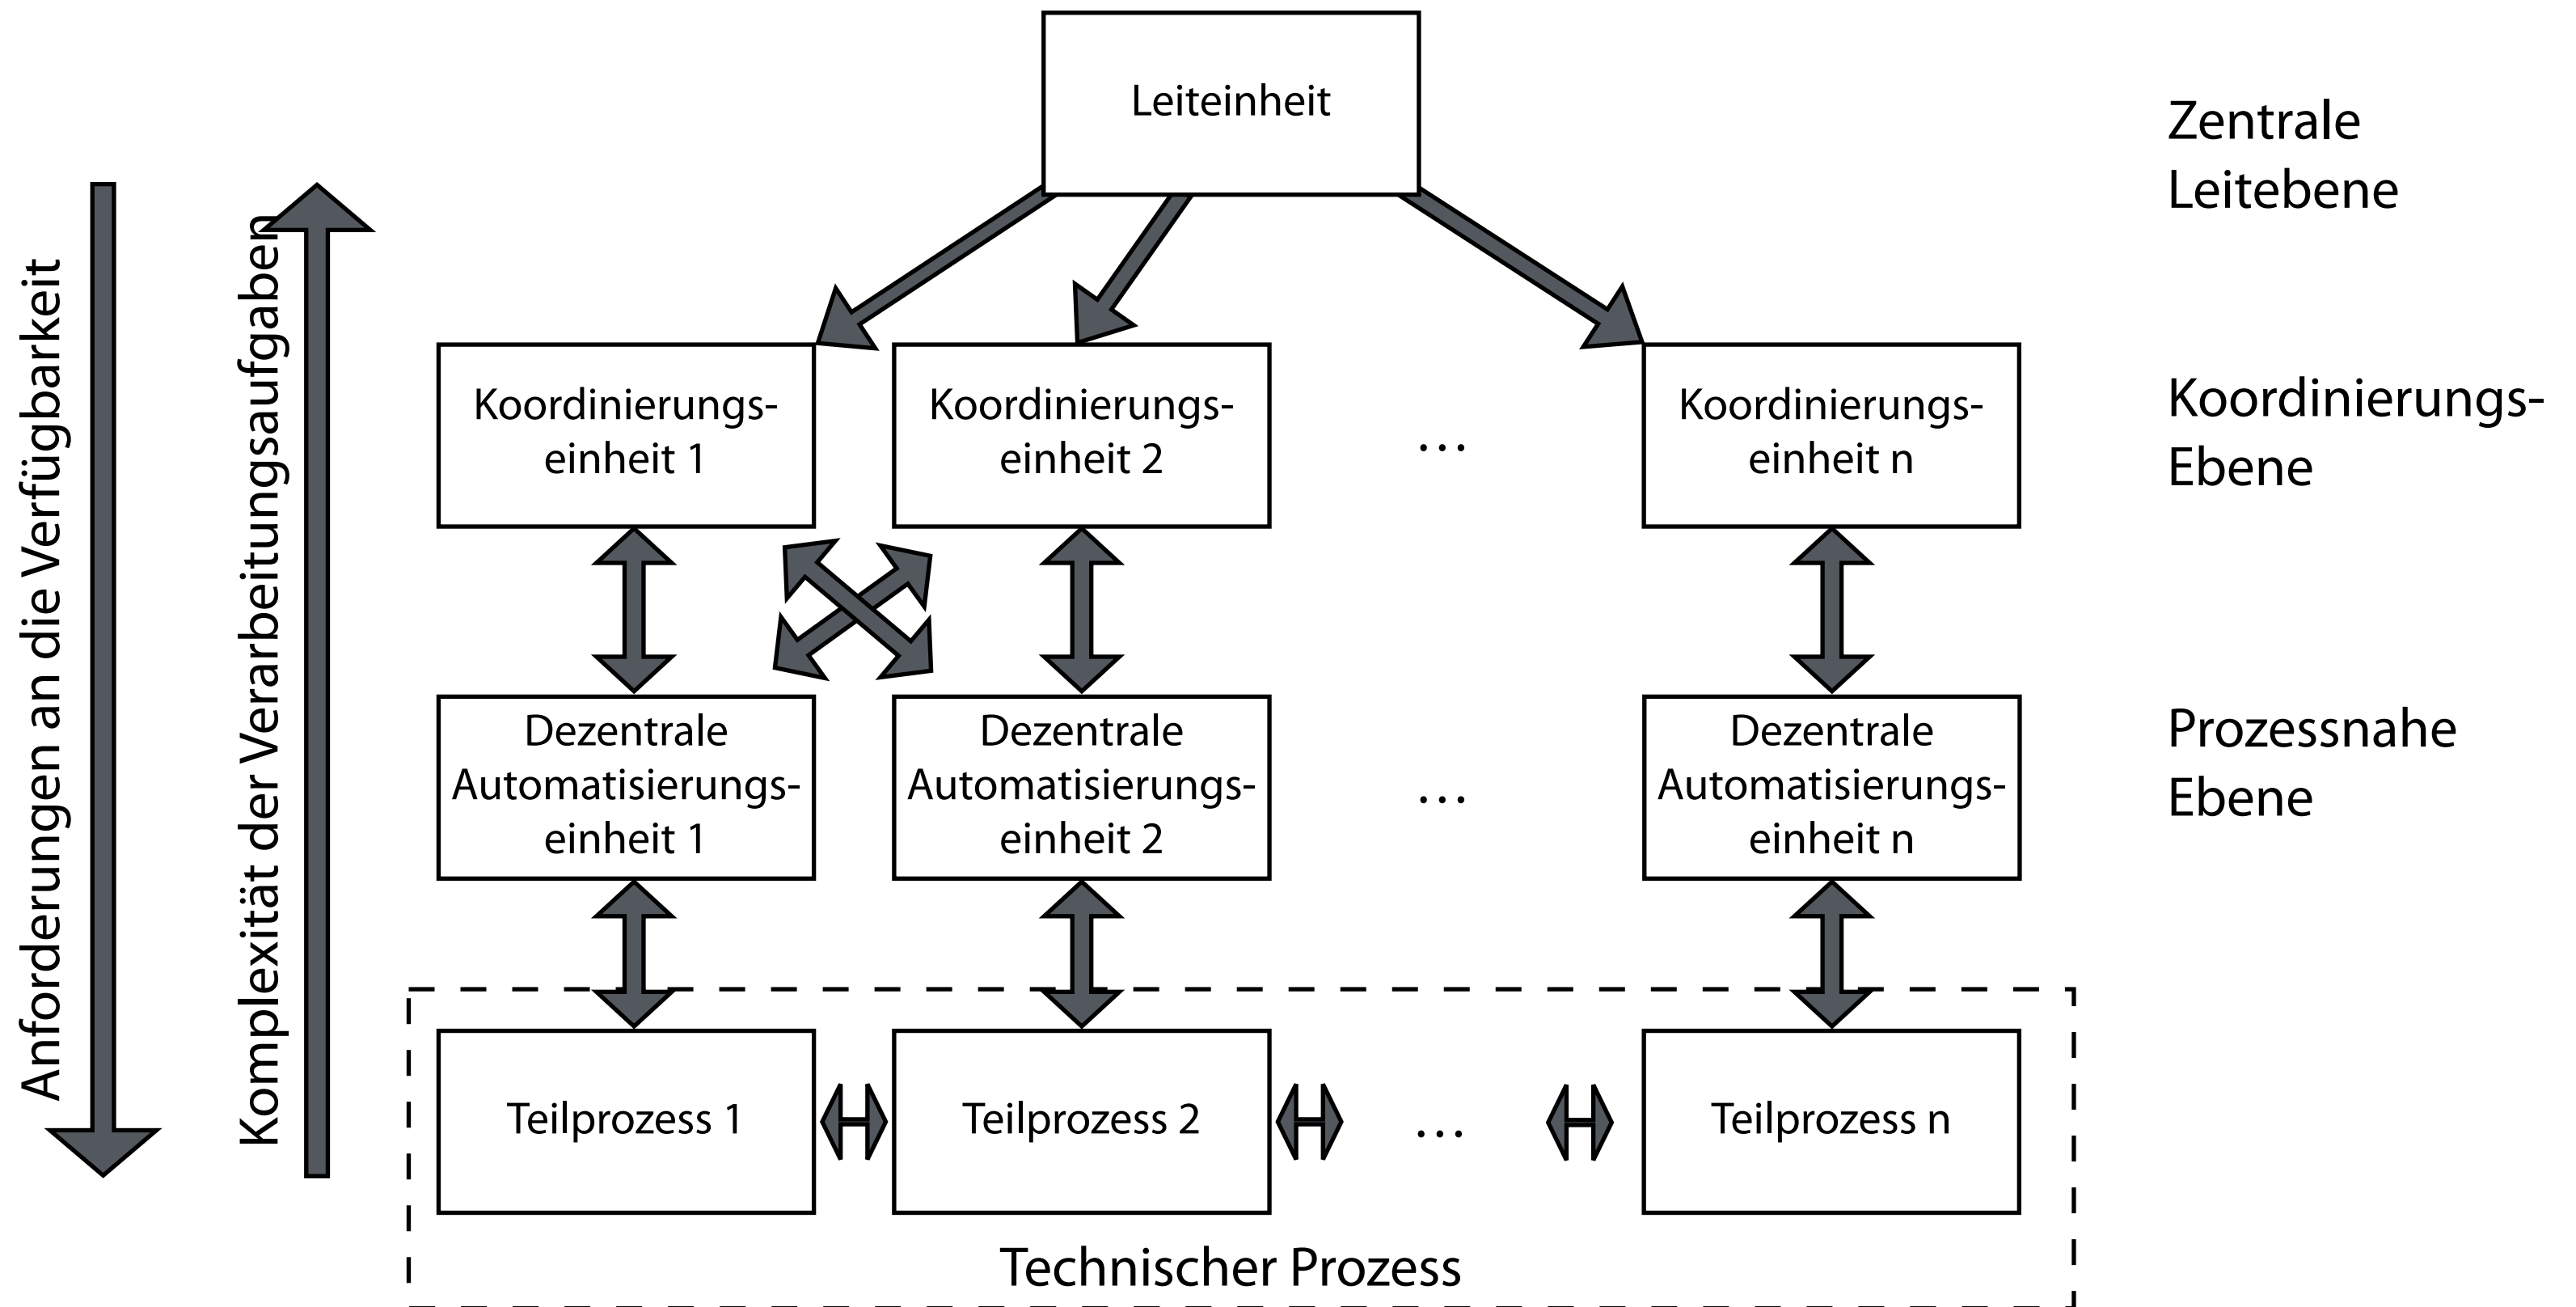 Leiteinheit
Zentrale
Leitebene
Anforderungen an die Verfügbarkeit
Komplexität der Verarbeitungsaufgaben
Koordinierungs-
einheit 1
Koordinierungs-
einheit 2
...
Koordinierungs-
einheit n
Koordinierungs-
Ebene
Dezentrale
Automatisierungs-
einheit 1
Dezentrale
Automatisierungs-
einheit 2
...
Dezentrale
Automatisierungs-
einheit n
Prozessnahe
Ebene
Teilprozess 1
Teilprozess 2
...
Teilprozess n
Technischer Prozess